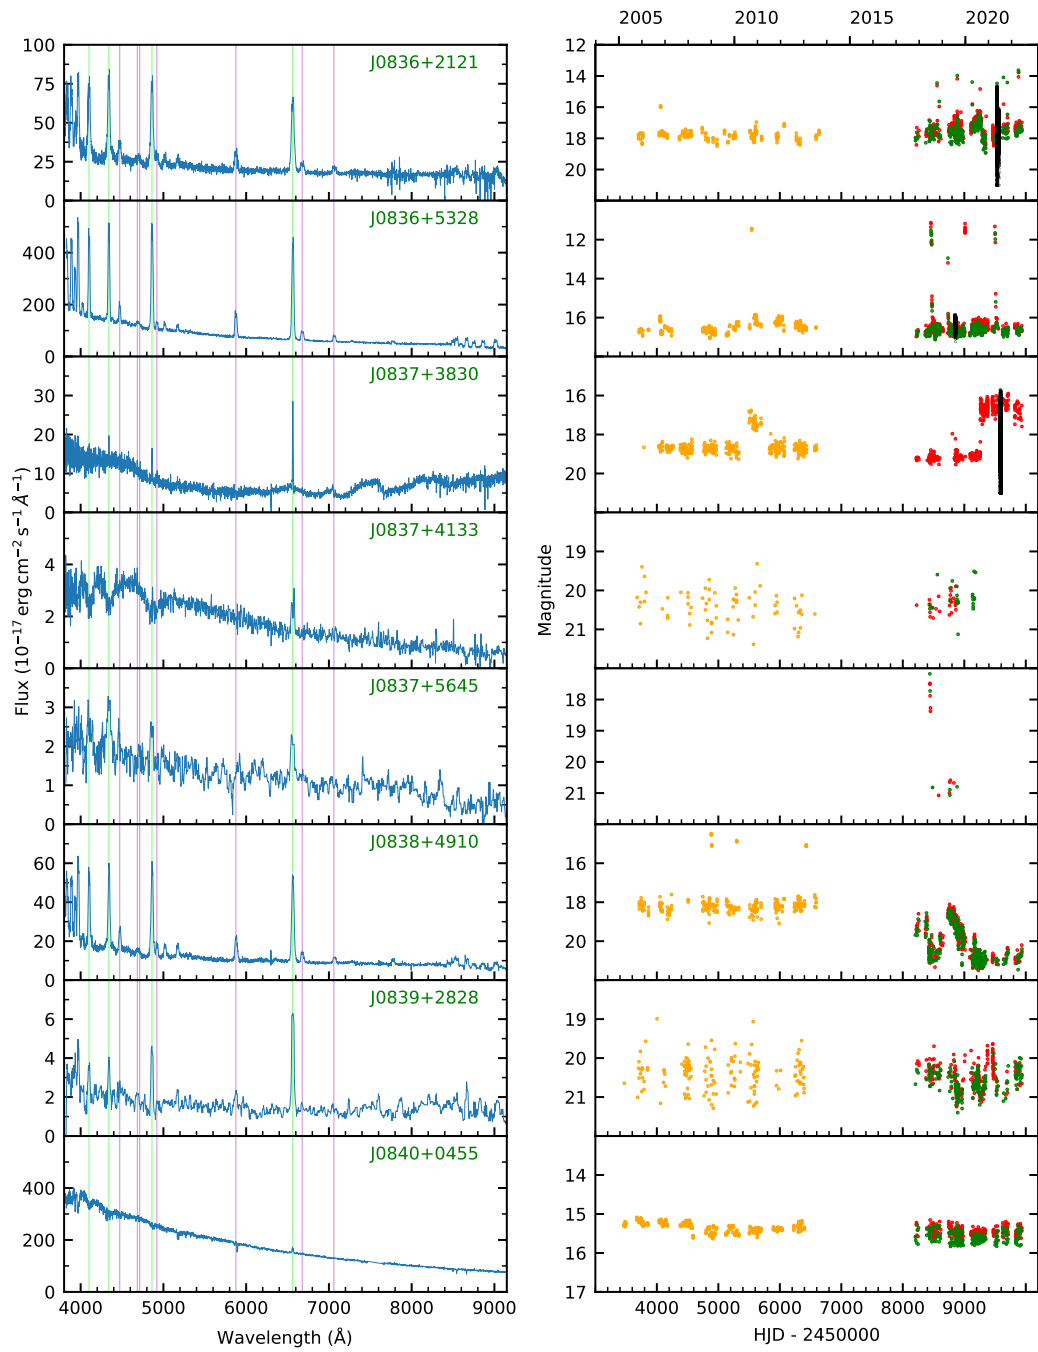 2005 2010 2015 2020
100 75 50 25 0
J0836+2121
12 14 16 18 20
400 200 0
J0836+5328
12 14 16
30 20 10 0
J0837+3830
16 18 20
4 2 0
J0837+4133
19 20 21
3 2 1 0
J0837+5645
18 19 20 21
60 40 20 0
J0838+4910
16 18 20
6 4 2 0
J0839+2828
19 20 21
400 200 0
J0840+0455
14 15 16 17
Flux (10⁻¹⁷ erg cm⁻² s⁻¹ Å⁻¹)
Magnitude
4000 5000 6000 7000 8000 9000
Wavelength (Å)
4000 5000 6000 7000 8000 9000
HJD - 2450000